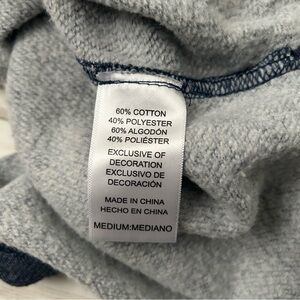 60% COTTON
40% POLYESTER
60% ALGODÓN
40% POLIÉSTER
EXCLUSIVE OF
DECORATION
EXCLUSIVO DE
DECORACIÓN
MADE IN CHINA
HECHO EN CHINA
MEDIUM:MEDIANO